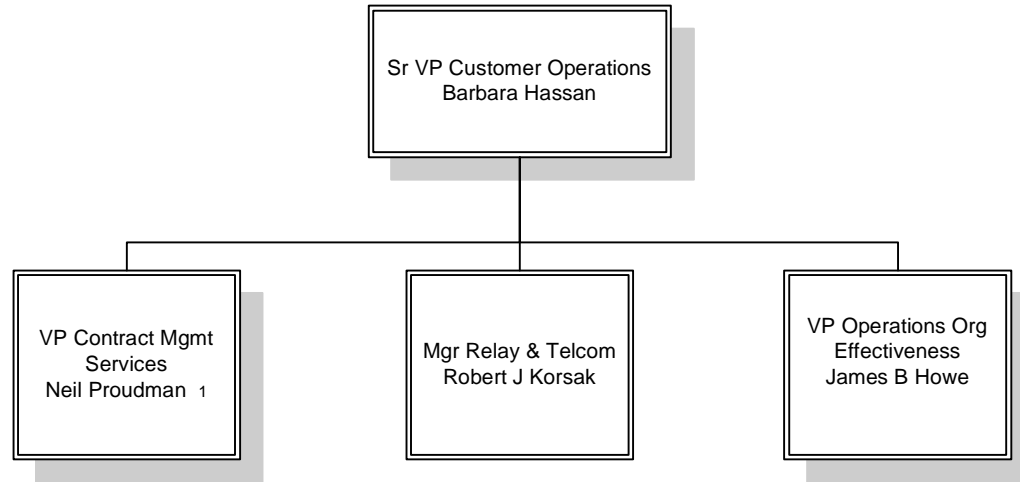 Sr VP Customer Operations
Barbara Hassan
VP Contract Mgmt
Services
Neil Proudman 1
Mgr Relay & Telcom
Robert J Korsak
VP Operations Org
Effectiveness
James B Howe